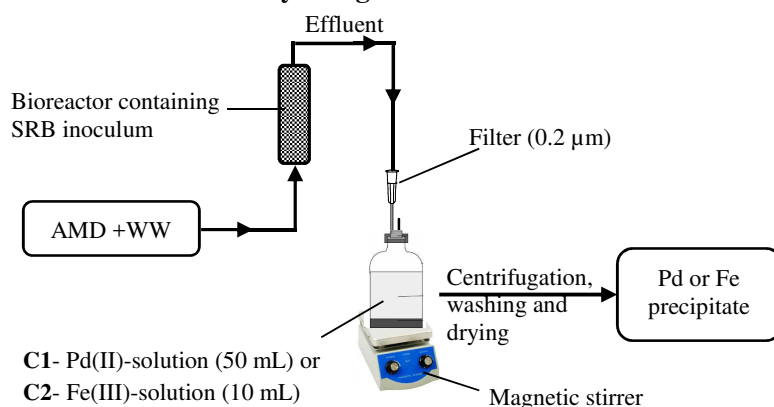 Effluent
Bioreactor containing
SRB inoculum
Filter (0.2 µm)
AMD +WW
Centrifugation,
washing and
drying
Pd or Fe
precipitate
C1- Pd(II)-solution (50 mL) or
C2- Fe(III)-solution (10 mL)
Magnetic stirrer